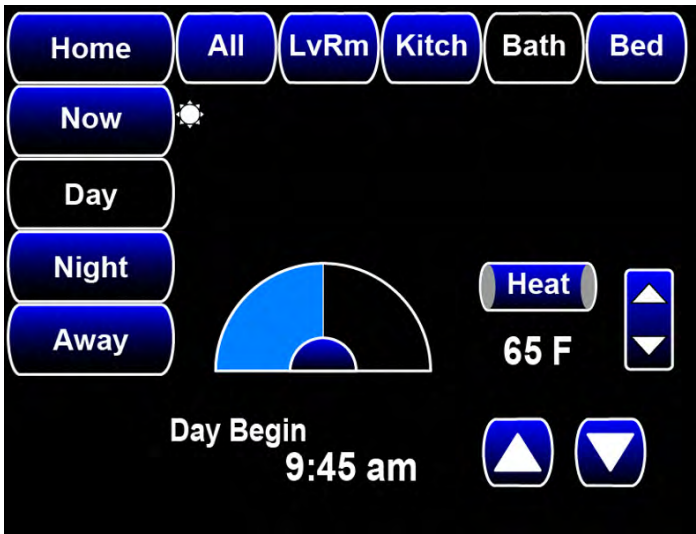 Home All LvRm Kitch Bath Bed
Now
Day
Night
Heat
Away
65 F
Day Begin
9:45 am